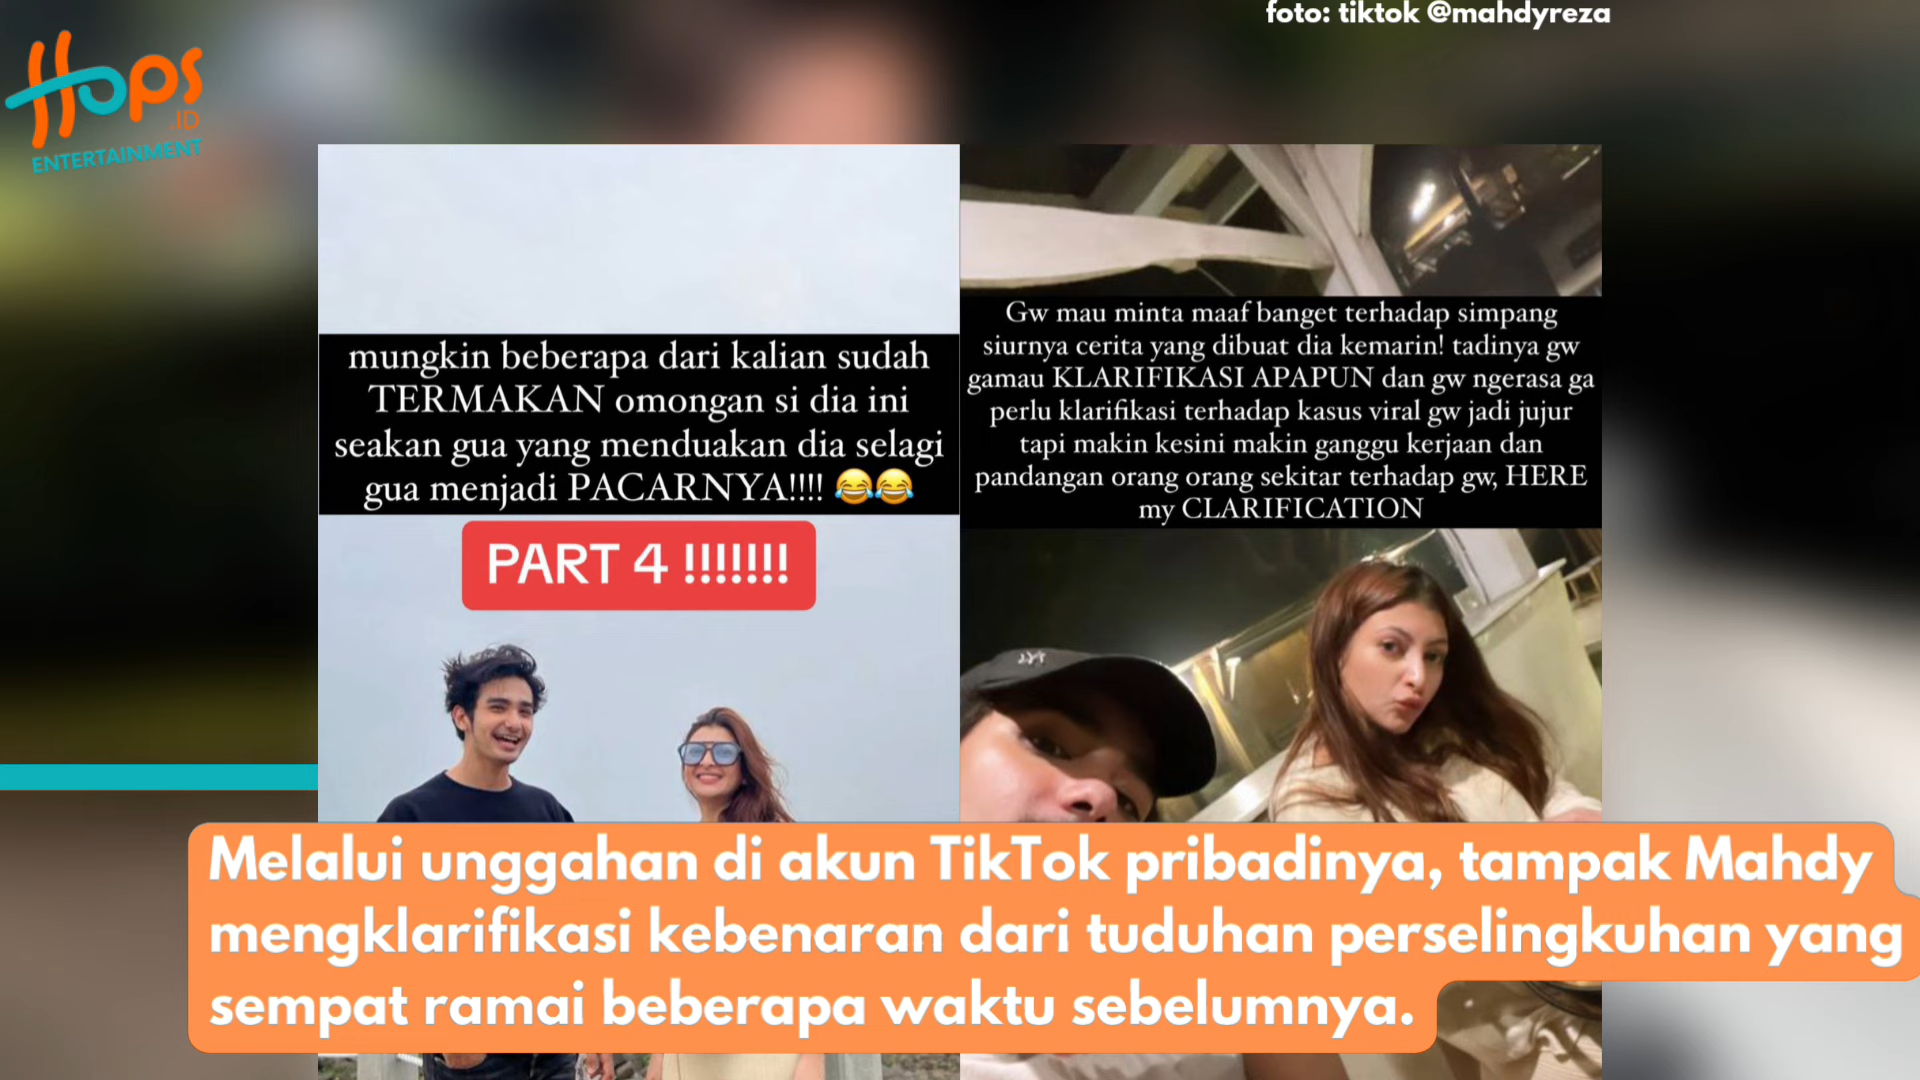 foto: tiktok @mahdyreza
Hops
.ID
ENTERTAINMENT
mungkin beberapa dari kalian sudah
TERMAKAN omongan si dia ini
seakan gua yang menduakan dia selagi
gua menjadi PACARNYA!!!! 😂😂
PART 4 !!!!!!!
Gw mau minta maaf banget terhadap simpang
siurnya cerita yang dibuat dia kemarin! tadinya gw
gamau KLARIFIKASI APAPUN dan gw ngerasa ga
perlu klarifikasi terhadap kasus viral gw jadi jujur
tapi makin kesini makin ganggu kerjaan dan
pandangan orang orang sekitar terhadap gw, HERE
my CLARIFICATION
Melalui unggahan di akun TikTok pribadinya, tampak Mahdy
mengklarifikasi kebenaran dari tuduhan perselingkuhan yang
sempat ramai beberapa waktu sebelumnya.